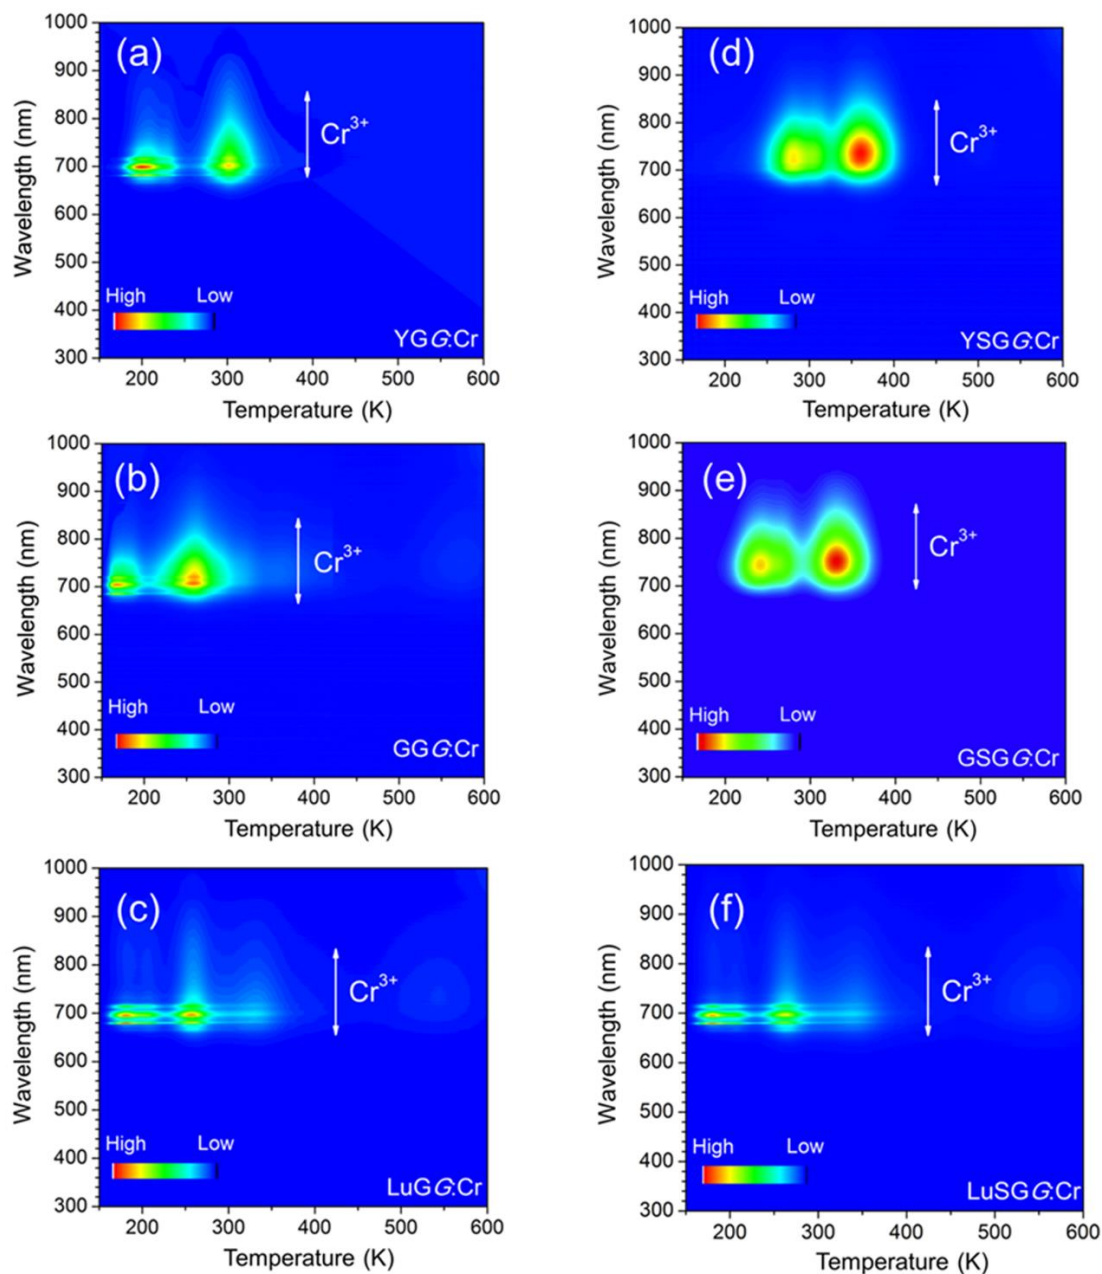 1000
(a)
900
800
Cr3+
700
600
500
400
300
High Low
YGG:Cr
200 300 400 500 600
Temperature (K)
Wavelength (nm)
1000
(d)
900
800
Cr3+
700
600
500
400
300
High Low
YSGG:Cr
200 300 400 500 600
Temperature (K)
Wavelength (nm)
1000
(b)
900
800
Cr3+
700
600
500
400
300
High Low
GGG:Cr
200 300 400 500 600
Temperature (K)
Wavelength (nm)
1000
(e)
900
800
Cr3+
700
600
500
400
300
High Low
GSGG:Cr
200 300 400 500 600
Temperature (K)
Wavelength (nm)
1000
(c)
900
800
Cr3+
700
600
500
400
300
High Low
LuGG:Cr
200 300 400 500 600
Temperature (K)
Wavelength (nm)
1000
(f)
900
800
Cr3+
700
600
500
400
300
High Low
LuSGG:Cr
200 300 400 500 600
Temperature (K)
Wavelength (nm)